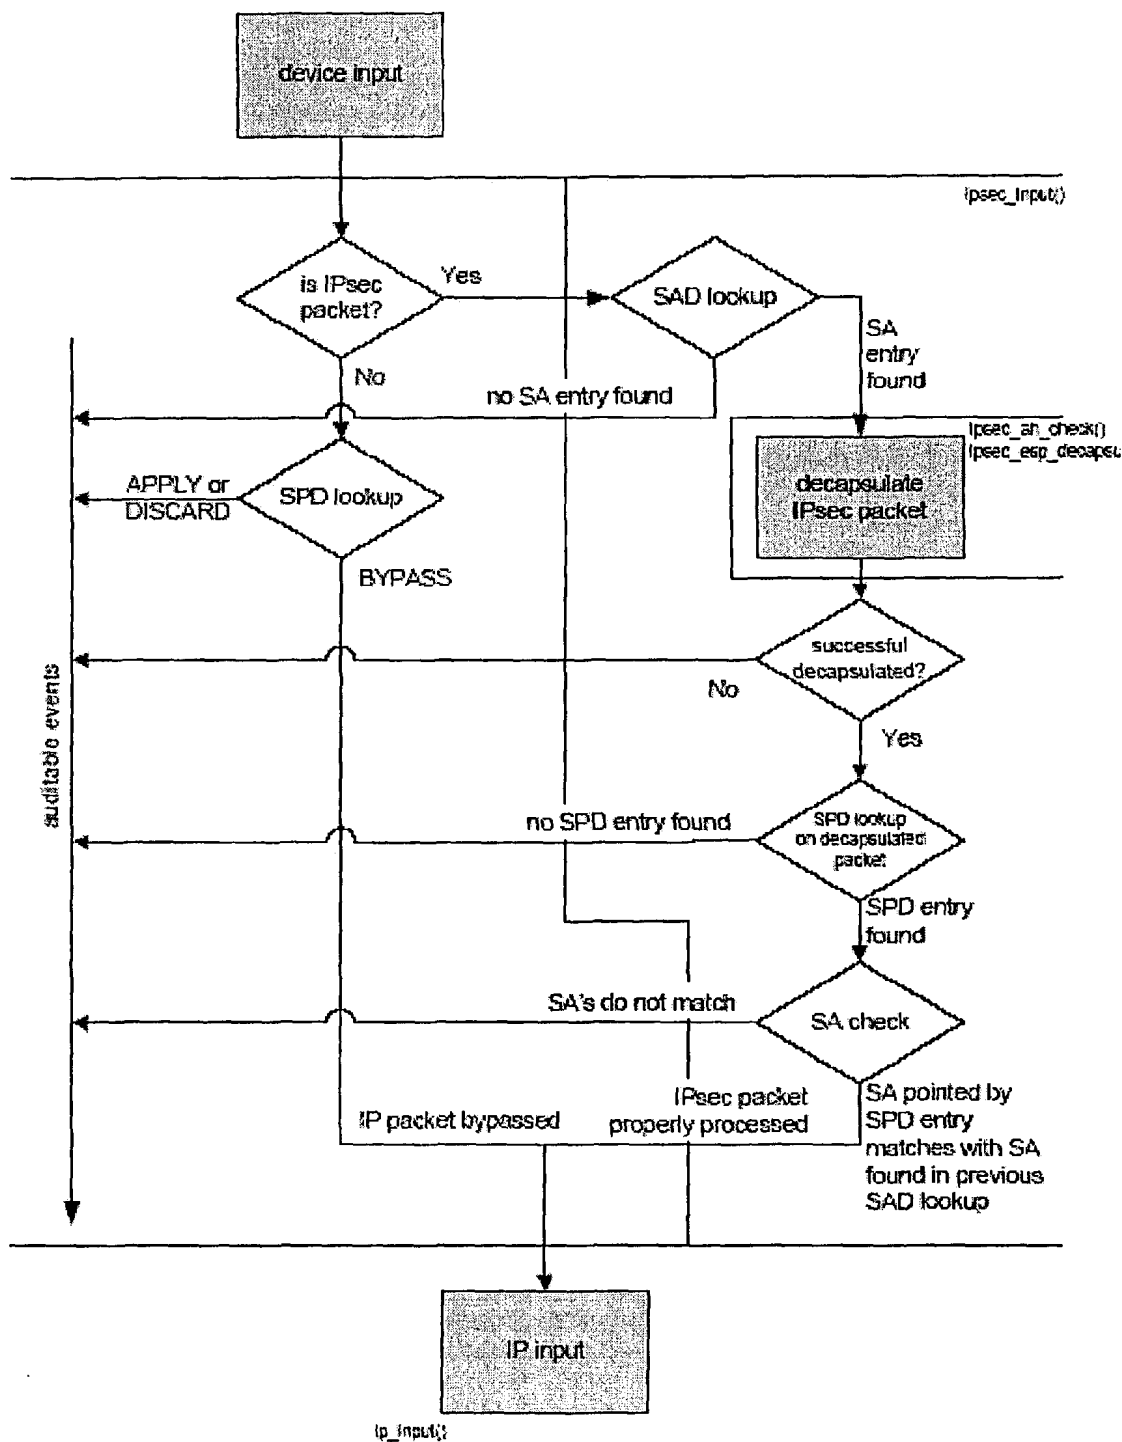 device input
ipsec_input()
is IPsec
packet?
Yes
SAD lookup
SA
entry
found
No
no SA entry found
ipsec_ah_check()
ipsec_esp_decapsu
APPLY or
DISCARD
SPD lookup
decapsulate
IPsec packet
BYPASS
successful
decapsulated?
No
auditable events
Yes
no SPD entry found
SPD lookup
on decapsulated
packet
SPD entry
found
SA's do not match
SA check
IP packet bypassed
IPsec packet
properly processed
SA pointed by
SPD entry
matches with SA
found in previous
SAD lookup
IP input
ip_input()